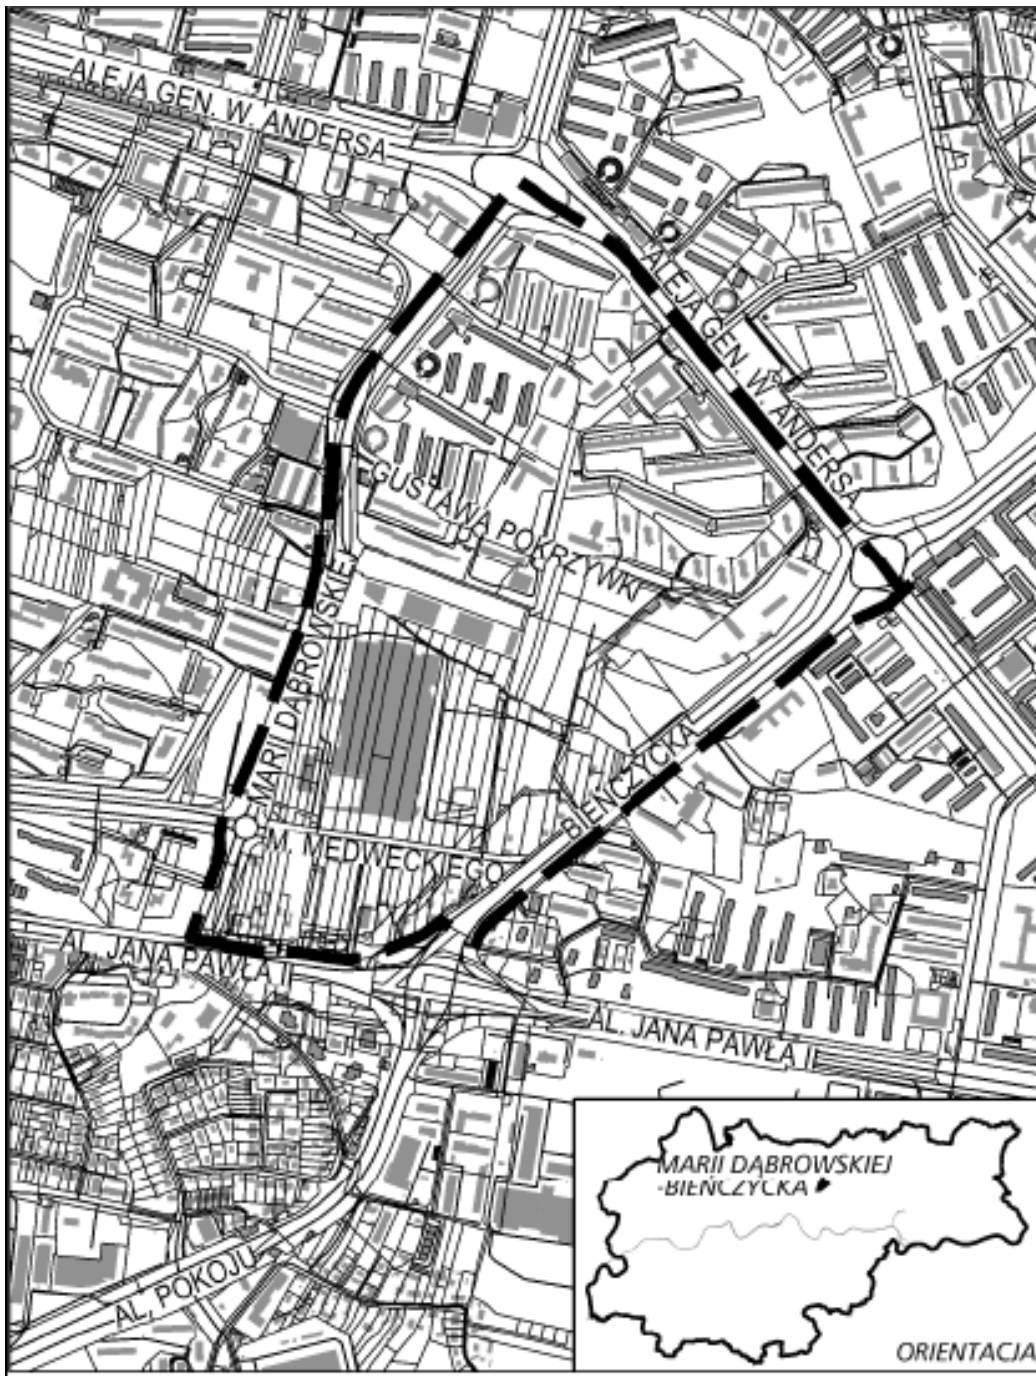 ALEJA GEN. W. ANDERSA
ALEJA GEN. W. ANDERSA
GUSTAWA POKRZYWKI
MARII DĄBROWSKIEJ
BIEŃCZYCKA
M. MEDWECKIEGO
AL. JANA PAWŁA II
AL. JANA PAWŁA II
AL. POKOJU
MARII DĄBROWSKIEJ
-BIEŃCZYCKA
ORIENTACJA